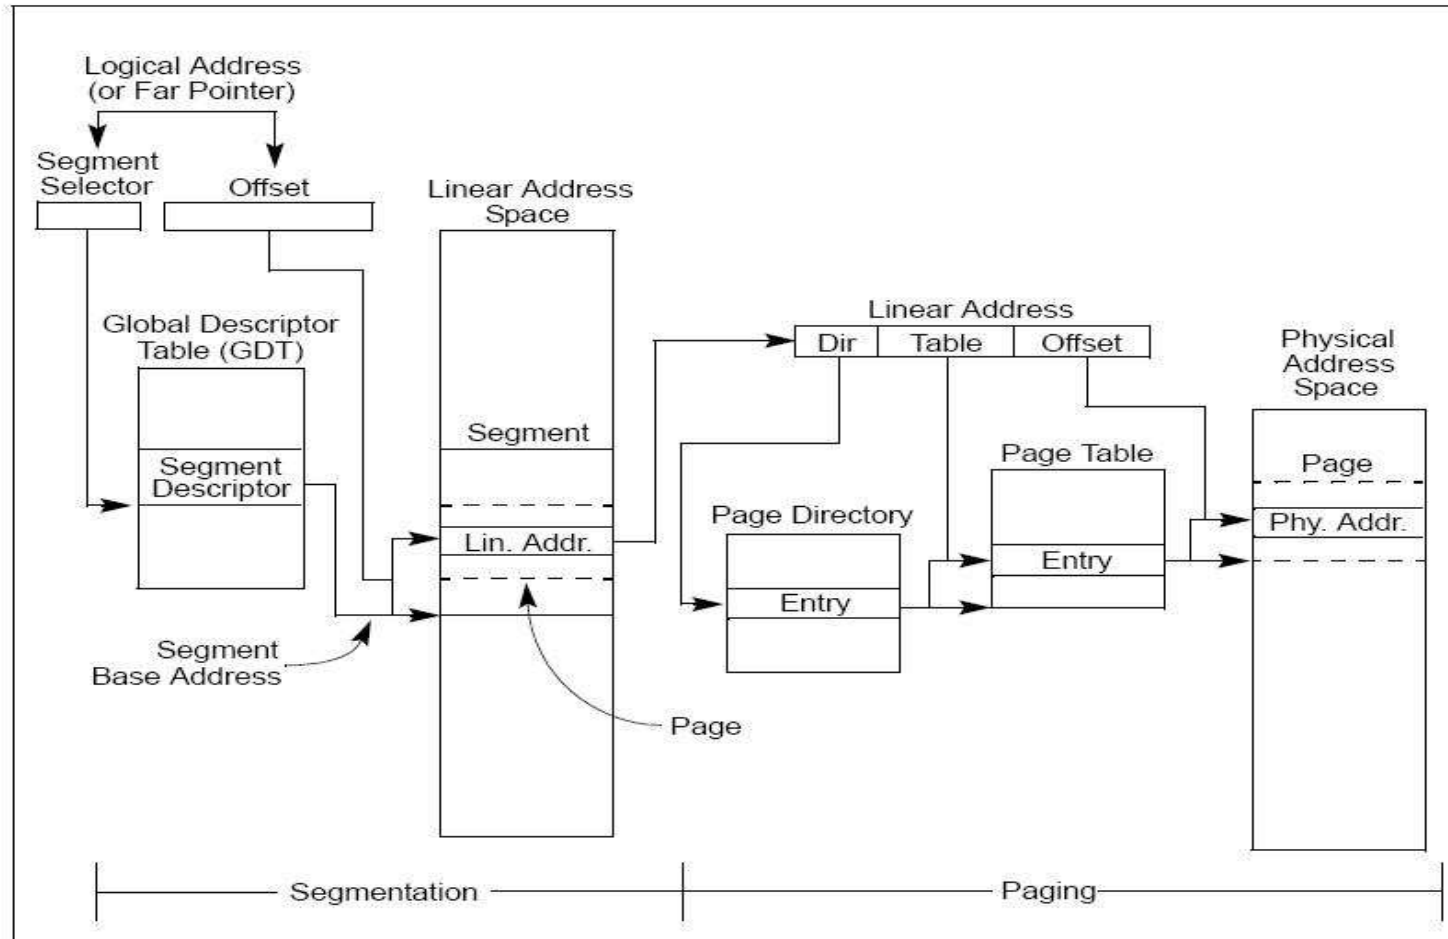 Logical Address
(or Far Pointer)
Segment
Selector
Offset
Linear Address
Space
Global Descriptor
Table (GDT)
Segment
Descriptor
Segment
Base Address
Segment
Lin. Addr.
Page
Linear Address
Dir
Table
Offset
Page Directory
Entry
Page Table
Entry
Physical
Address
Space
Page
Phy. Addr.
Segmentation
Paging